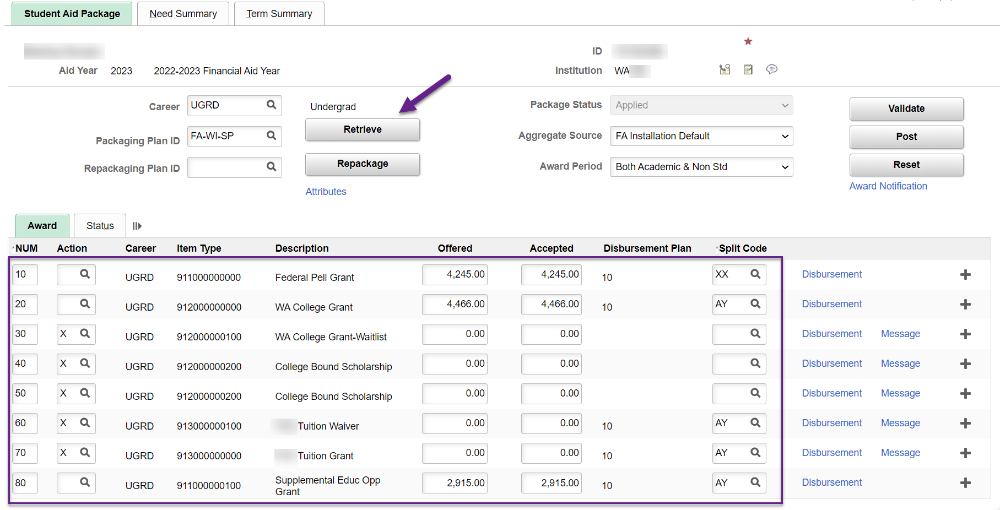 Student Aid Package Need Summary Term Summary
ID
Aid Year 2023 2022-2023 Financial Aid Year Institution WA
Career UGRD Undergrad Package Status Applied Validate
Retrieve
Packaging Plan ID FA-WI-SP Aggregate Source FA Installation Default Post
Repackaging Plan ID Repackage Award Period Both Academic & Non Std Reset
Attributes Award Notification
Award Status
*NUM Action Career Item Type Description Offered Accepted Disbursement Plan *Split Code
10 UGRD 911000000000 Federal Pell Grant 4,245.00 4,245.00 10 XX Disbursement
20 UGRD 912000000000 WA College Grant 4,466.00 4,466.00 10 AY Disbursement
30 X UGRD 912000000100 WA College Grant-Waitlist 0.00 0.00 Disbursement Message
40 X UGRD 912000000200 College Bound Scholarship 0.00 0.00 Disbursement Message
50 X UGRD 912000000200 College Bound Scholarship 0.00 0.00 Disbursement Message
60 X UGRD 913000000100 Tuition Waiver 0.00 0.00 10 AY Disbursement Message
70 X UGRD 913000000000 Tuition Grant 0.00 0.00 10 AY Disbursement Message
80 UGRD 911000000100 Supplemental Educ Opp 2,915.00 2,915.00 10 AY Disbursement
Grant